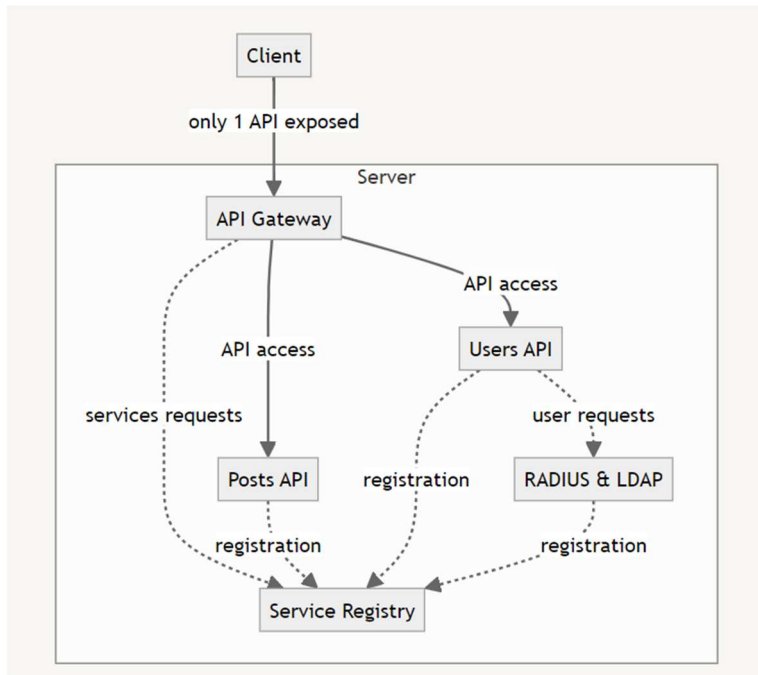 Client
only 1 API exposed
Server
API Gateway
API access
Users API
API access
services requests
user requests
Posts API
registration
RADIUS & LDAP
registration
registration
Service Registry